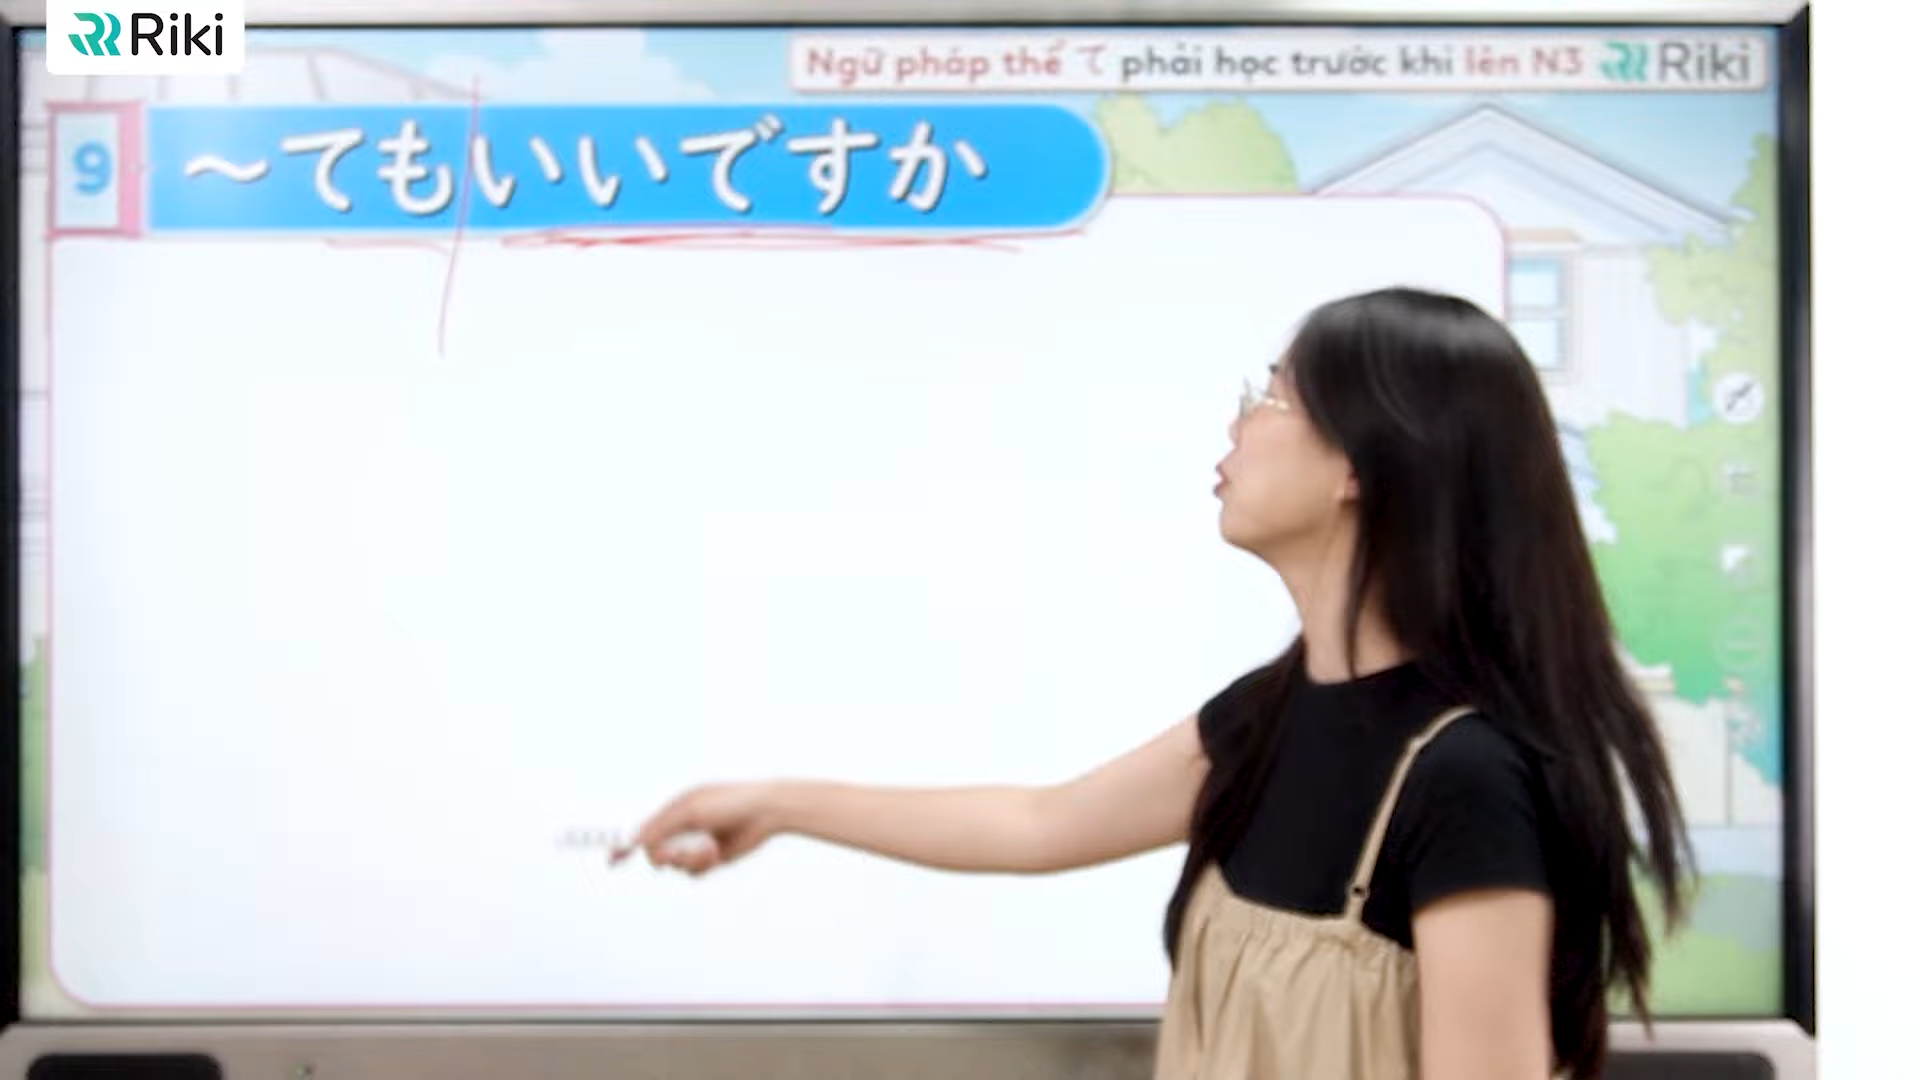 Riki
Ngữ pháp thể て phải học trước khi lên N3 Riki
9 ～てもいいですか